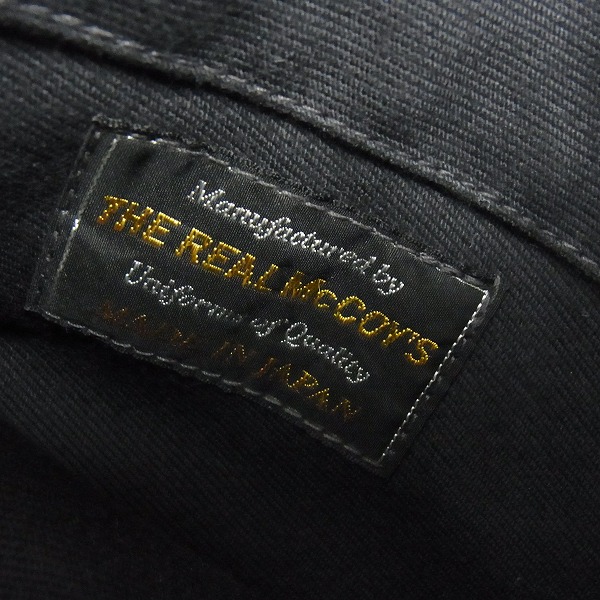 Manufactured by
THE REAL McCOY'S
Uniforms of Quality
MADE IN JAPAN